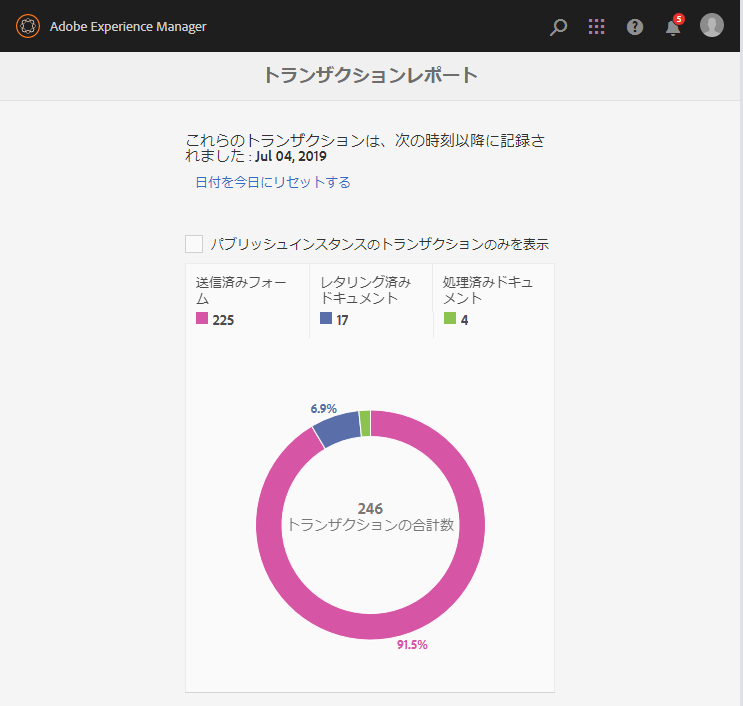 Adobe Experience Manager
5
トランザクションレポート
これらのトランザクションは、次の時刻以降に記録さ
れました : Jul 04, 2019
日付を今日にリセットする
パブリッシュインスタンスのトランザクションのみを表示
送信済みフォー
ム
225
レタリング済み
ドキュメント
17
処理済みドキュ
メント
4
6.9%
246
トランザクションの合計数
91.5%